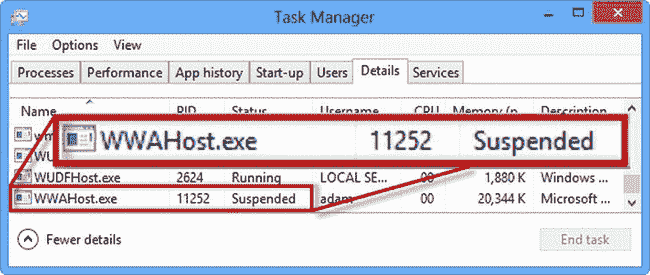 Task Manager
File Options View
Processes Performance App history Start-up Users Details Services
Name PID Status Username CPU Memory (p... Description
WWAHost.exe 11252 Suspended
WUDFHost.exe 2624 Running LOCAL SE... 00 1,880 K Windows ...
WWAHost.exe 11252 Suspended adam 00 20,344 K Microsoft ...
Fewer details End task